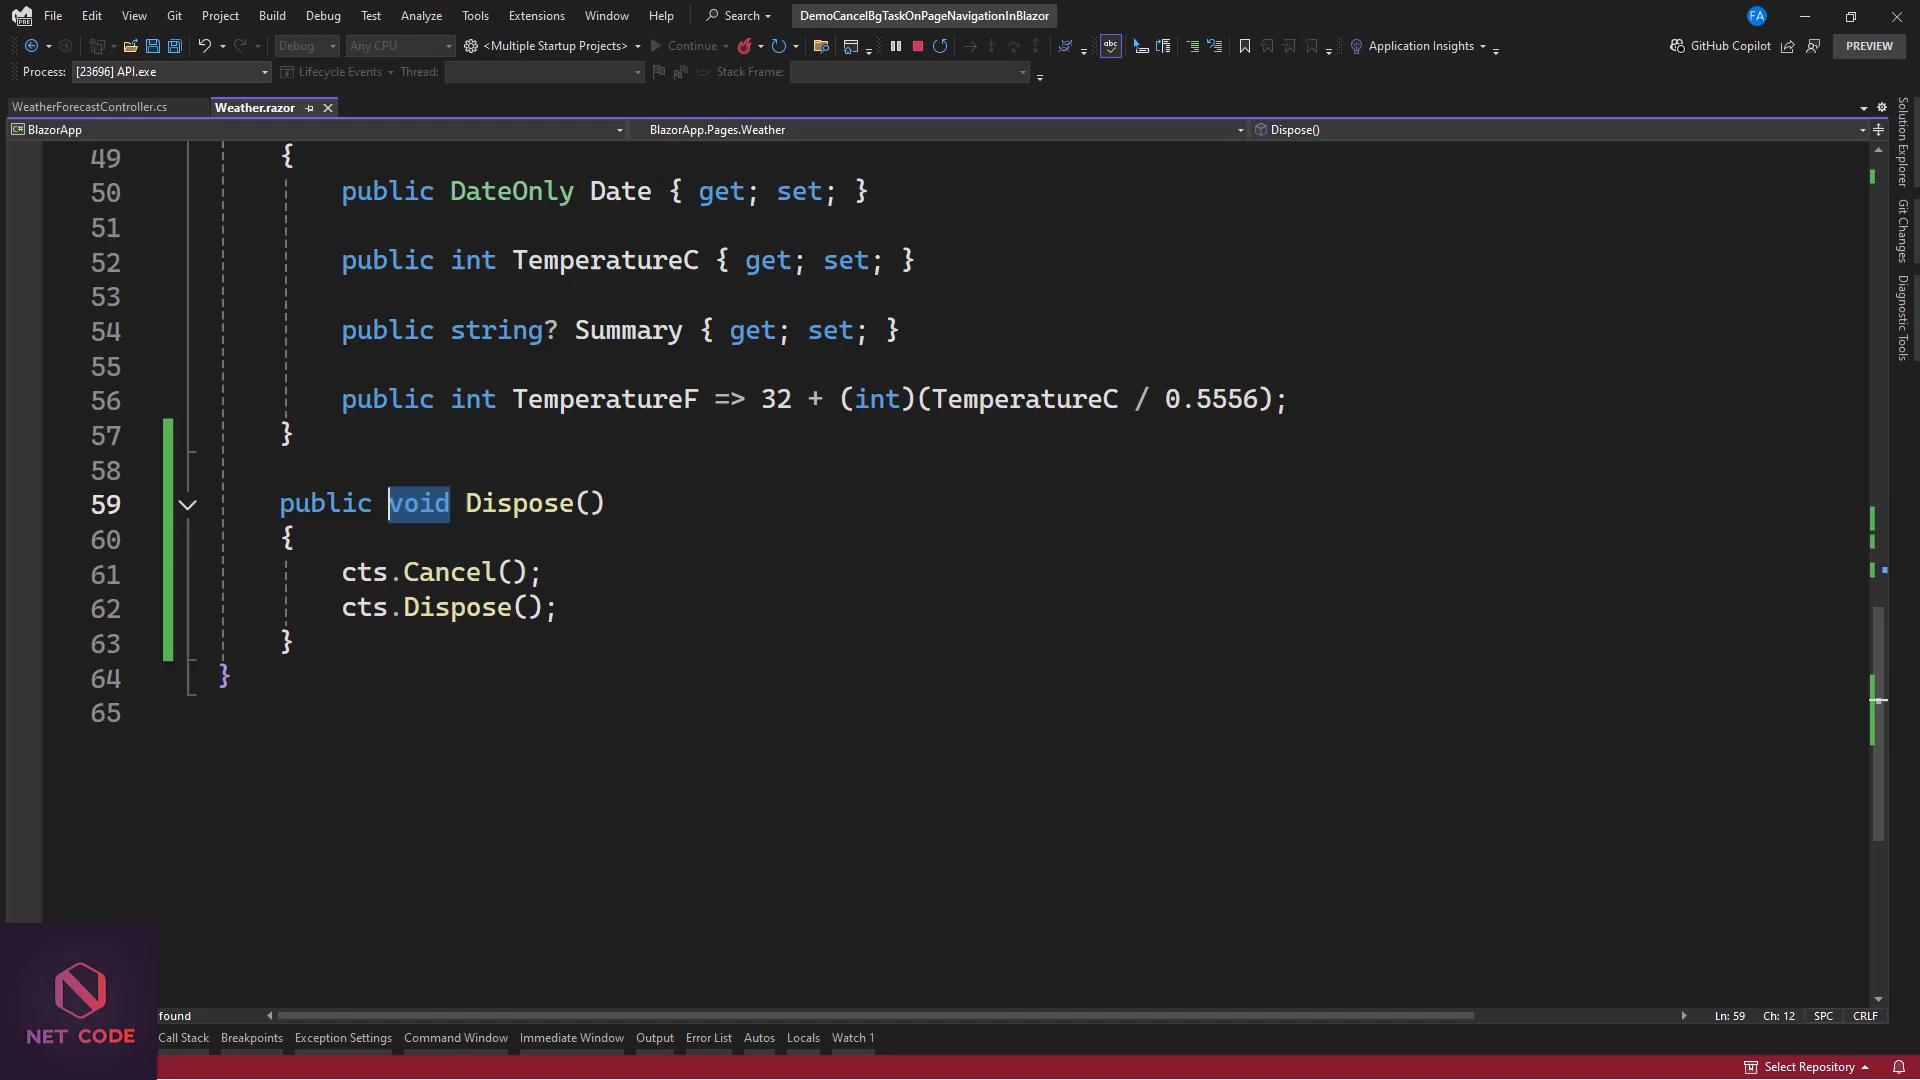 File Edit View Git Project Build Debug Test Analyze Tools Extensions Window Help Search DemoCancelBgTaskOnPageNavigationInBlazor FA
Debug Any CPU <Multiple Startup Projects> Continue abc Application Insights GitHub Copilot PREVIEW
Process: [23696] API.exe Lifecycle Events Thread: Stack Frame:
WeatherForecastController.cs Weather.razor
C# BlazorApp BlazorApp.Pages.Weather Dispose()
49 {
50 public DateOnly Date { get; set; }
51
52 public int TemperatureC { get; set; }
53
54 public string? Summary { get; set; }
55
56 public int TemperatureF => 32 + (int)(TemperatureC / 0.5556);
57 }
58
59 public void Dispose()
60 {
61 cts.Cancel();
62 cts.Dispose();
63 }
64 }
65
Solution Explorer
Git Changes
Diagnostic Tools
found Ln: 59 Ch: 12 SPC CRLF
Call Stack Breakpoints Exception Settings Command Window Immediate Window Output Error List Autos Locals Watch 1
NET CODE
Select Repository